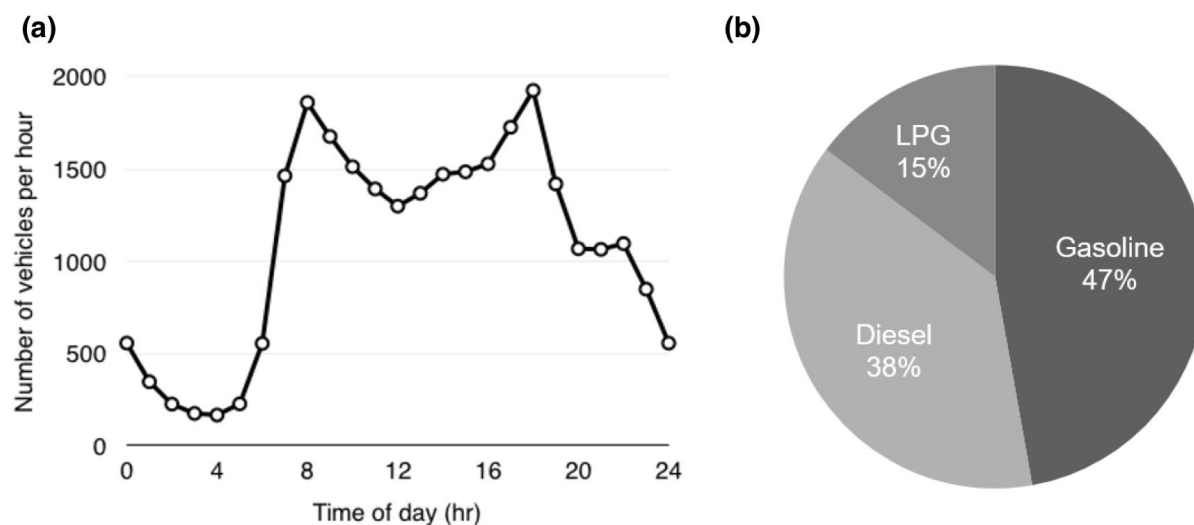 (a)
Number of vehicles per hour
2000
1500
1000
500
0
0 4 8 12 16 20 24
Time of day (hr)
(b)
LPG
15%
Gasoline
47%
Diesel
38%